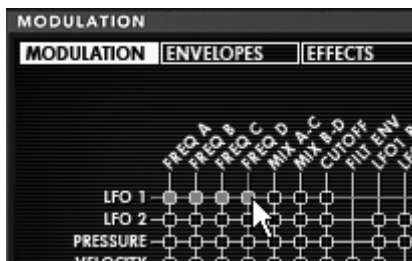 MODULATION
MODULATION ENVELOPES EFFECTS
FREQ A FREQ B FREQ C FREQ D MIX A-C MIX B-D CUTOFF FILT ENV LFO1
LFO 1
LFO 2
PRESSURE
VELOCITY